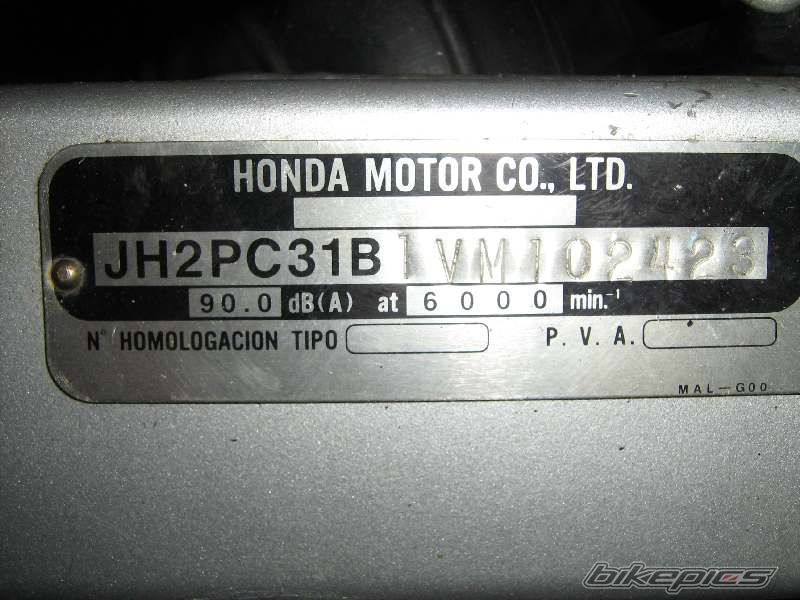 HONDA MOTOR CO., LTD.
JH2PC31B1VM102423
90.0 dB(A) at 6000 min.⁻¹
N° HOMOLOGACION TIPO P. V. A.
MAL-G00
bikepics